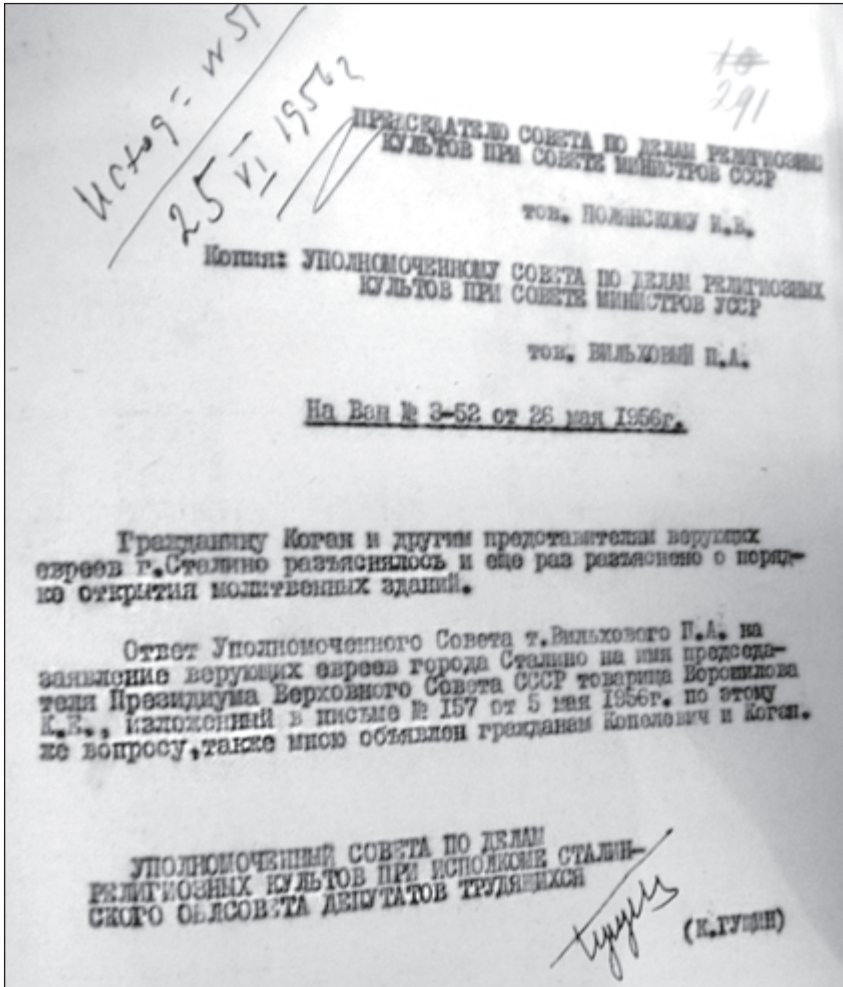 Исход= № 51
25 VI 1956 г
10
291
ПРЕДСЕДАТЕЛЮ СОВЕТА ПО ДЕЛАМ РЕЛИГИОЗНЫХ
КУЛЬТОВ ПРИ СОВЕТЕ МИНИСТРОВ СССР
тов. ПОЛЯНСКОМУ И.В.
Копия: УПОЛНОМОЧЕННОМУ СОВЕТА ПО ДЕЛАМ РЕЛИГИОЗНЫХ
КУЛЬТОВ ПРИ СОВЕТЕ МИНИСТРОВ УССР
тов. ВИЛЬХОВЫЙ П.А.
На Ваш № 3-52 от 26 мая 1956г.
Гражданину Коган и другим представителям верующих
евреев г.Сталино разъяснялось и еще раз разъяснено о поряд-
ке открытия молитвенных зданий.
Ответ Уполномоченного Совета т.Вильхового П.А. на
заявление верующих евреев города Сталино на имя председа-
теля Президиума Верховного Совета СССР товарища Ворошилова
К.Е., изложенный в письме № 157 от 5 мая 1956г. по этому
же вопросу,также мною объявлен гражданам Копелевич и Коган.
УПОЛНОМОЧЕННЫЙ СОВЕТА ПО ДЕЛАМ
РЕЛИГИОЗНЫХ КУЛЬТОВ ПРИ ИСПОЛКОМЕ СТАЛИН-
СКОГО ОБЛСОВЕТА ДЕПУТАТОВ ТРУДЯЩИХСЯ
(К.ГУЩИН)